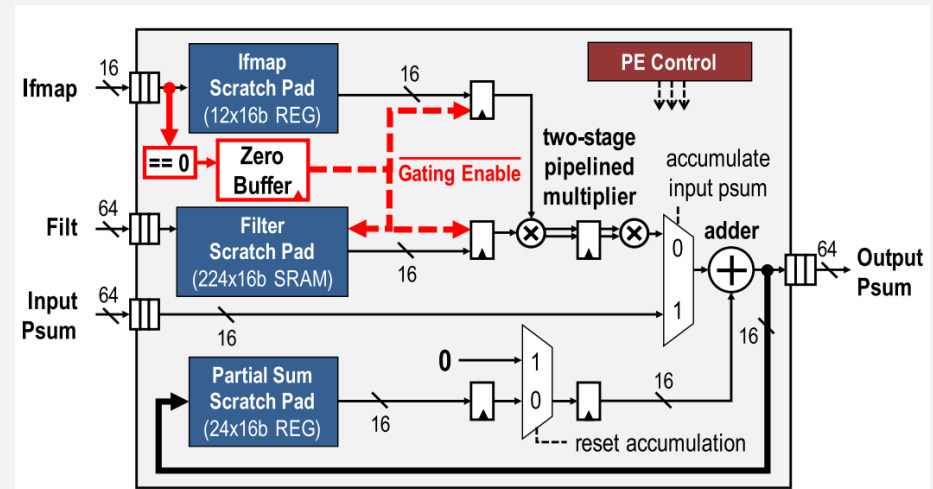 Ifmap
16
Ifmap
Scratch Pad
(12x16b REG)
16
PE Control
== 0
Zero
Buffer
Gating Enable
two-stage
pipelined
multiplier
accumulate
input psum
Filt
64
Filter
Scratch Pad
(224x16b SRAM)
16
0
adder
1
64
Output
Psum
Input
Psum
64
16
16
0
1
0
Partial Sum
Scratch Pad
(24x16b REG)
16
16
reset accumulation